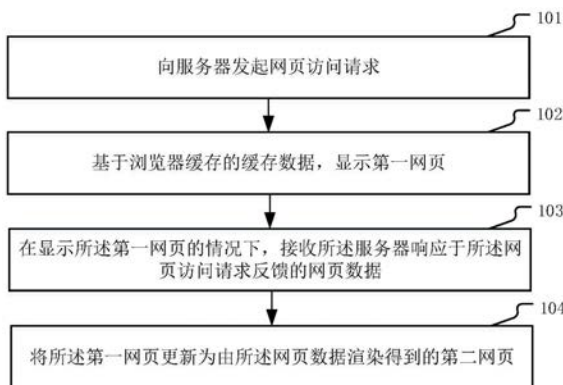 101
向服务器发起网页访问请求
102
基于浏览器缓存的缓存数据，显示第一网页
103
在显示所述第一网页的情况下，接收所述服务器响应于所述网
页访问请求反馈的网页数据
104
将所述第一网页更新为由所述网页数据渲染得到的第二网页